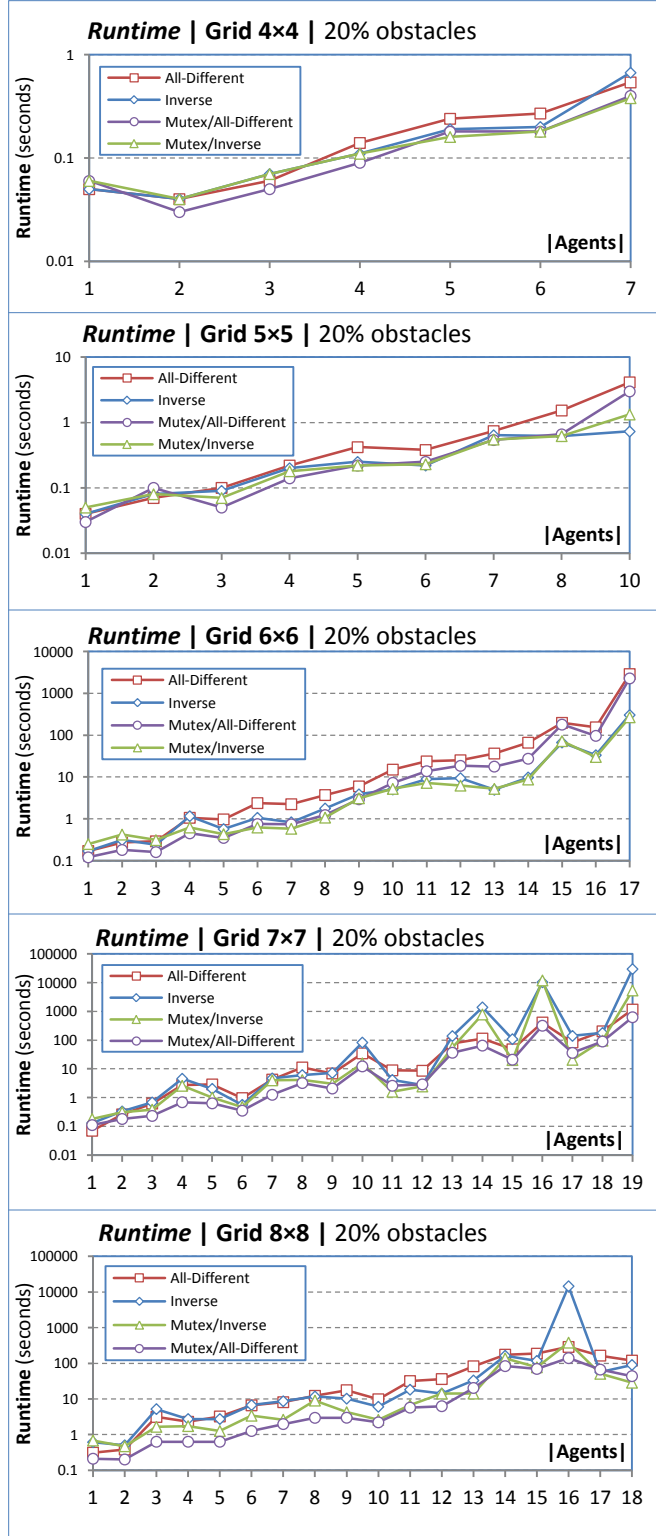 Runtime | Grid 4×4 | 20% obstacles
Runtime (seconds)
1
0.1
0.01
All-Different
Inverse
Mutex/All-Different
Mutex/Inverse
|Agents|
1 2 3 4 5 6 7
Runtime | Grid 5×5 | 20% obstacles
Runtime (seconds)
10
1
0.1
0.01
All-Different
Inverse
Mutex/All-Different
Mutex/Inverse
|Agents|
1 2 3 4 5 6 7 8 10
Runtime | Grid 6×6 | 20% obstacles
Runtime (seconds)
10000
1000
100
10
1
0.1
All-Different
Inverse
Mutex/All-Different
Mutex/Inverse
|Agents|
1 2 3 4 5 6 7 8 9 10 11 12 13 14 15 16 17
Runtime | Grid 7×7 | 20% obstacles
Runtime (seconds)
100000
10000
1000
100
10
1
0.1
0.01
All-Different
Inverse
Mutex/Inverse
Mutex/All-Different
|Agents|
1 2 3 4 5 6 7 8 9 10 11 12 13 14 15 16 17 18 19
Runtime | Grid 8×8 | 20% obstacles
Runtime (seconds)
100000
10000
1000
100
10
1
0.1
All-Different
Inverse
Mutex/Inverse
Mutex/All-Different
|Agents|
1 2 3 4 5 6 7 8 9 10 11 12 13 14 15 16 17 18